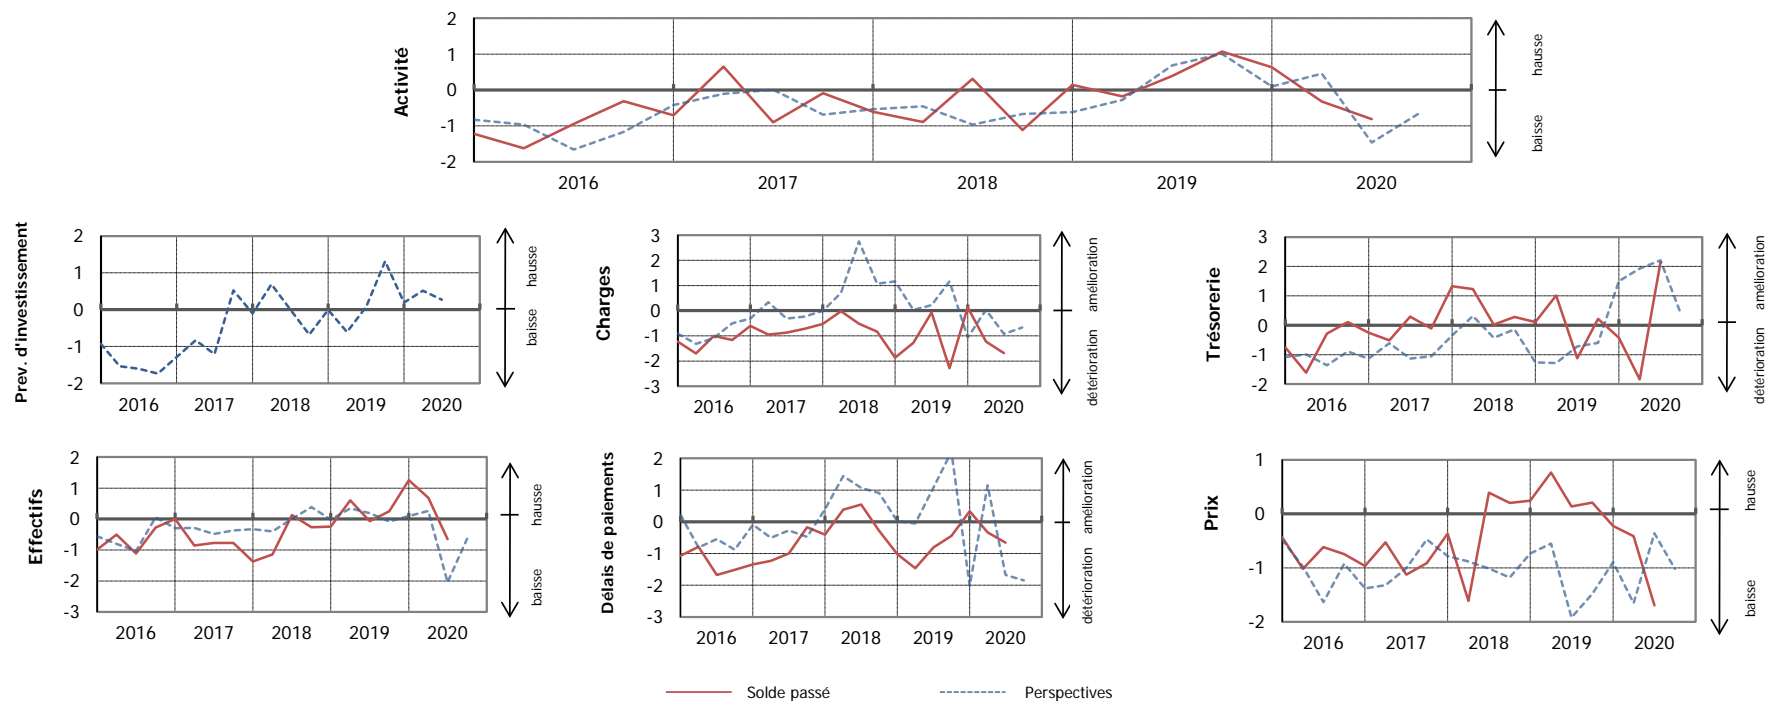 Activité
2
1
0
-1
-2
2016 2017 2018 2019 2020
hausse
baisse
Prev. d'investissement
2
1
0
-1
-2
2016 2017 2018 2019 2020
hausse
baisse
Charges
3
2
1
0
-1
-2
-3
2016 2017 2018 2019 2020
amélioration
détérioration
Trésorerie
3
2
1
0
-1
-2
2016 2017 2018 2019 2020
amélioration
détérioration
Effectifs
2
1
0
-1
-2
-3
2016 2017 2018 2019 2020
hausse
baisse
Délais de paiements
2
1
0
-1
-2
-3
2016 2017 2018 2019 2020
amélioration
détérioration
Prix
1
0
-1
-2
2016 2017 2018 2019 2020
hausse
baisse
Solde passé Perspectives